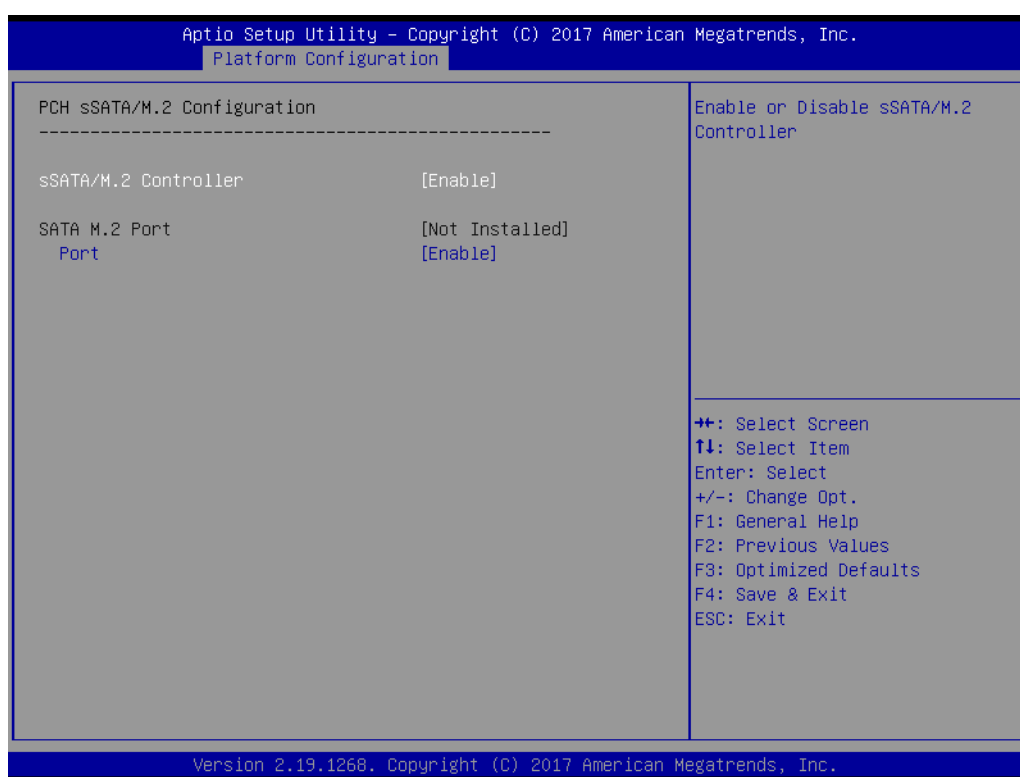 Aptio Setup Utility – Copyright (C) 2017 American Megatrends, Inc.
Platform Configuration
PCH sSATA/M.2 Configuration
--------------------------------------------------
sSATA/M.2 Controller [Enable]
SATA M.2 Port [Not Installed]
Port [Enable]
Enable or Disable sSATA/M.2
Controller
→←: Select Screen
↑↓: Select Item
Enter: Select
+/-: Change Opt.
F1: General Help
F2: Previous Values
F3: Optimized Defaults
F4: Save & Exit
ESC: Exit
Version 2.19.1268. Copyright (C) 2017 American Megatrends, Inc.